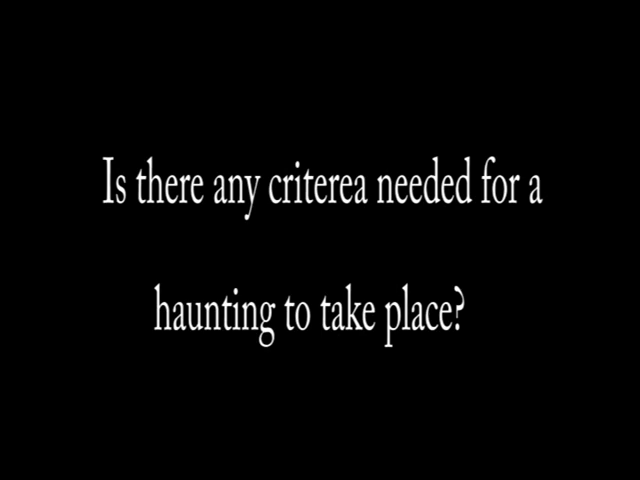 Is there any criterea needed for a
haunting to take place?